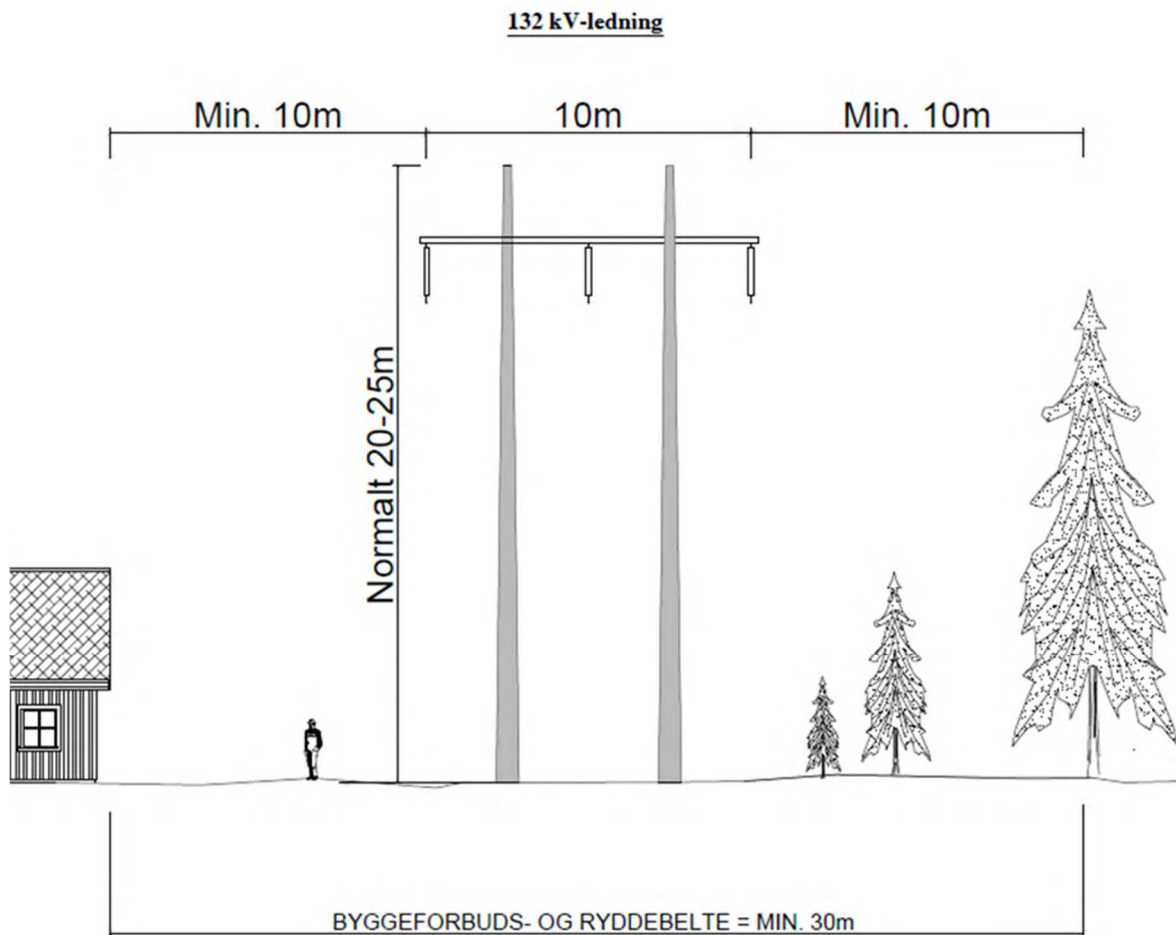 132 kV-ledning
Min. 10m
10m
Min. 10m
Normalt 20-25m
BYGGEFORBUDS- OG RYDDEBELTE = MIN. 30m